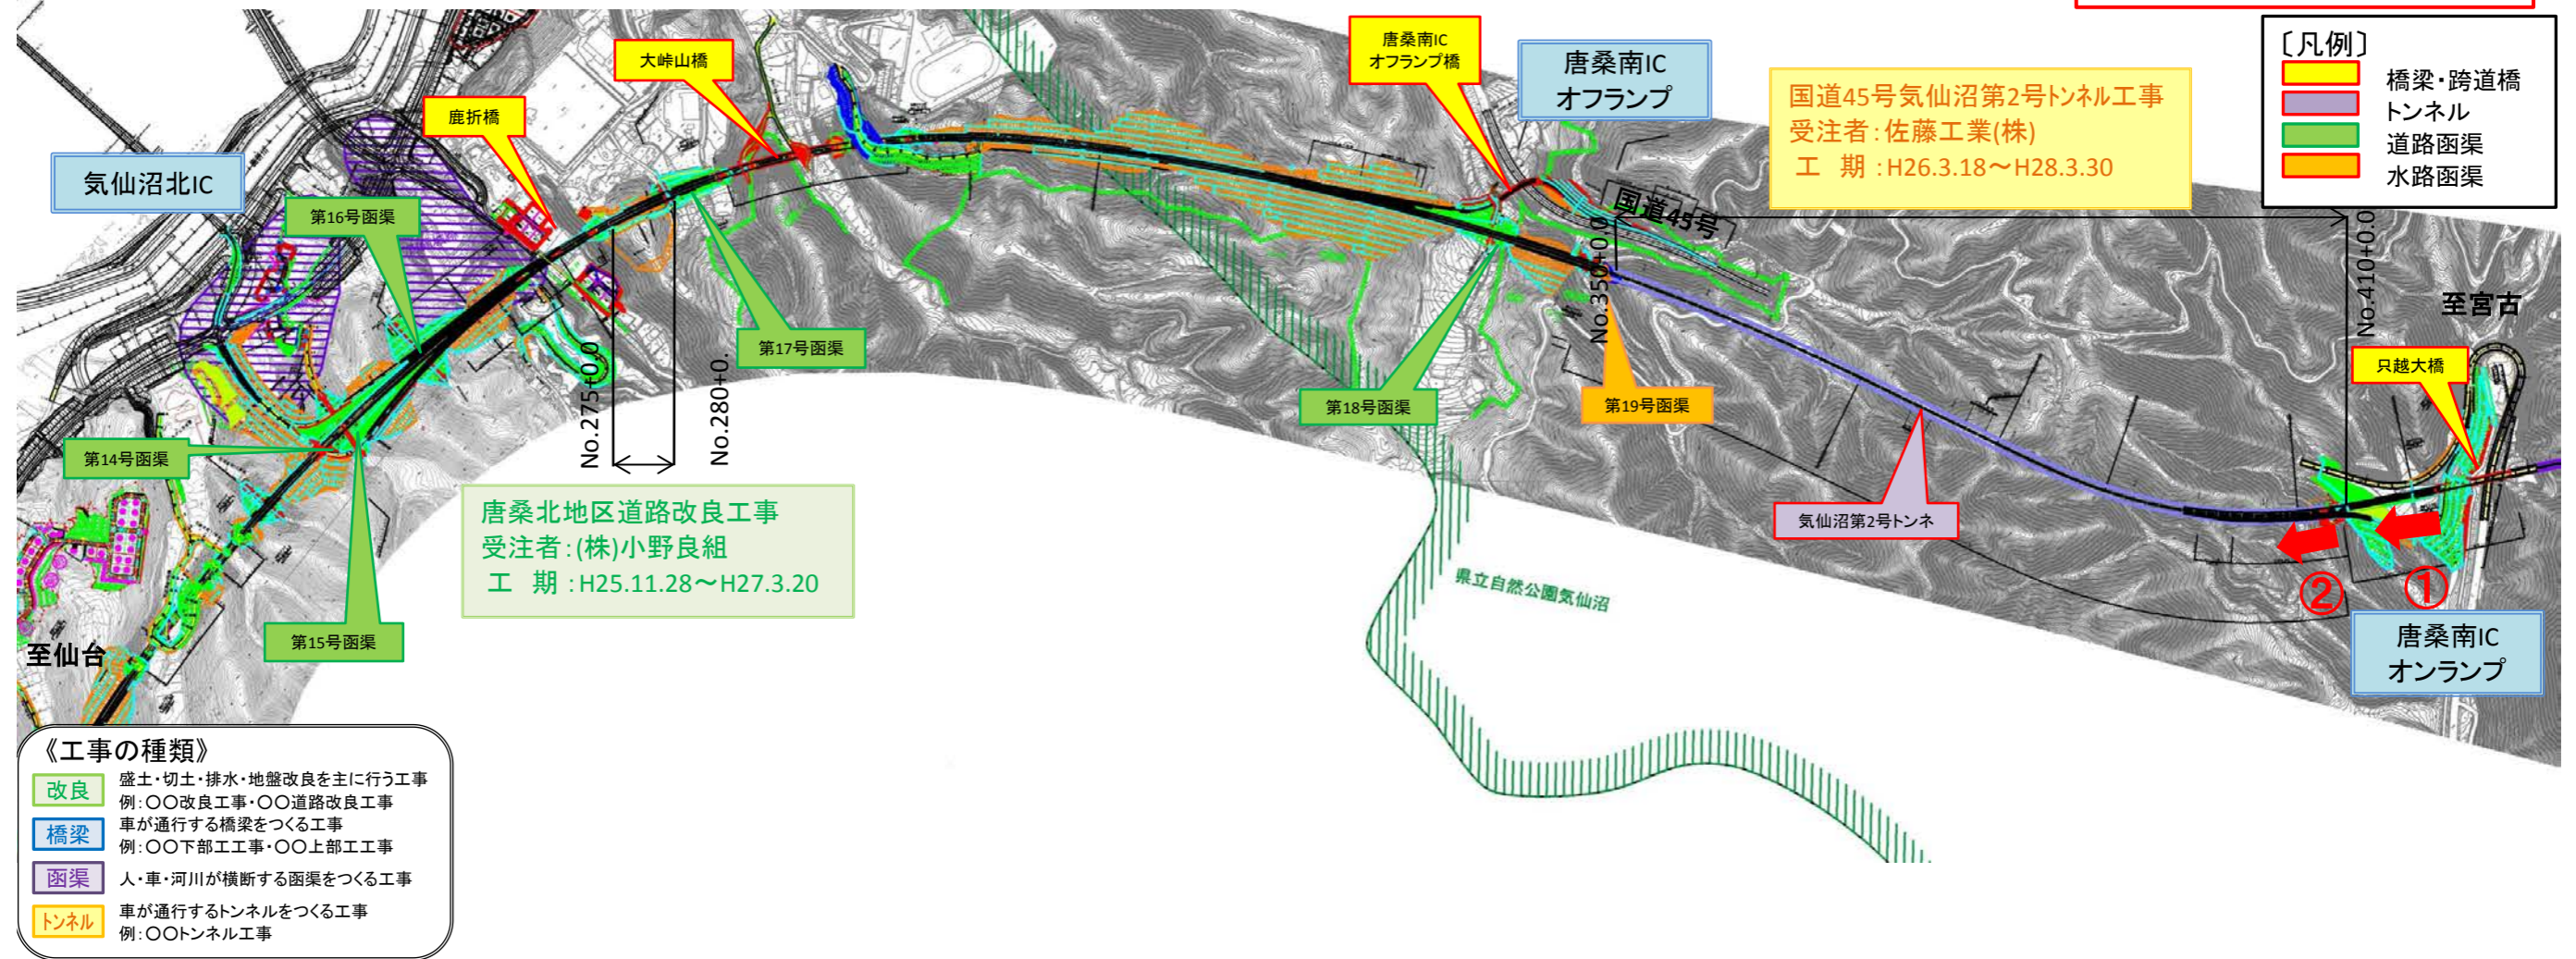 〔凡例〕
橋梁・跨道橋
トンネル
道路函渠
水路函渠
大峠山橋
唐桑南IC
オフランプ橋
唐桑南IC
オフランプ
国道45号気仙沼第2号トンネル工事
受注者:佐藤工業(株)
工 期:H26.3.18～H28.3.30
鹿折橋
気仙沼北IC
第16号函渠
国道45号
No.350+0.0
No.410+0.0
至宮古
第17号函渠
只越大橋
No.275+0.0
No.280+0.
第18号函渠
第19号函渠
第14号函渠
気仙沼第2号トンネ
唐桑北地区道路改良工事
受注者:(株)小野良組
工 期:H25.11.28～H27.3.20
県立自然公園気仙沼
②
①
第15号函渠
至仙台
唐桑南IC
オンランプ
《工事の種類》
改良
盛土・切土・排水・地盤改良を主に行う工事
例:〇〇改良工事・〇〇道路改良工事
橋梁
車が通行する橋梁をつくる工事
例:〇〇下部工工事・〇〇上部工工事
函渠
人・車・河川が横断する函渠をつくる工事
トンネル
車が通行するトンネルをつくる工事
例:〇〇トンネル工事